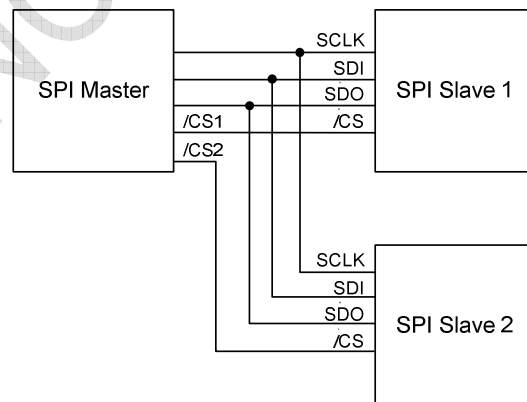 SPI Master
/CS1
/CS2
SCLK
SDI
SDO
/CS
SPI Slave 1
SCLK
SDI
SDO
/CS
SPI Slave 2